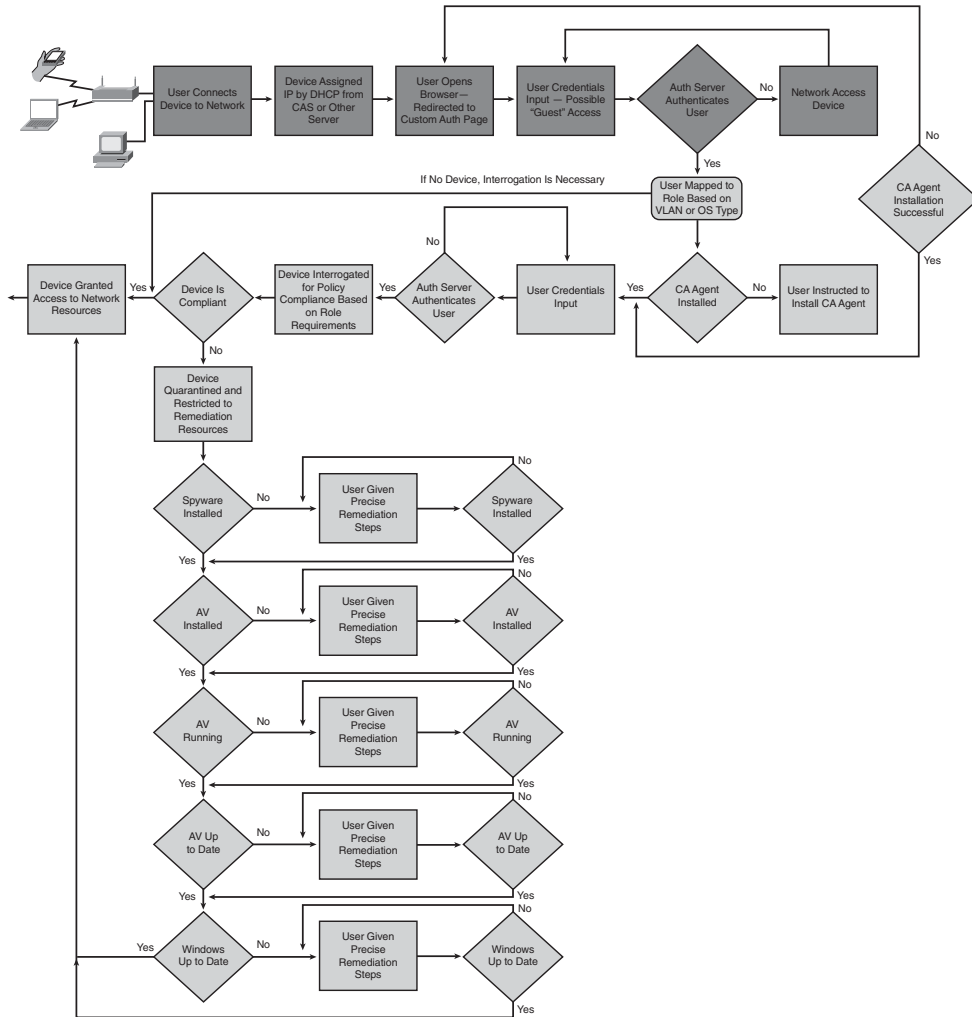 No
User Connects
Device to Network
Device Assigned
IP by DHCP from
CAS or Other
Server
User Opens
Browser—
Redirected to
Custom Auth Page
User Credentials
Input — Possible
“Guest” Access
Auth Server
Authenticates
User
No
Network Access
Device
Yes
If No Device, Interrogation Is Necessary
User Mapped to
Role Based on
VLAN or OS Type
CA Agent
Installation
Successful
Yes
No
Device Granted
Access to Network
Resources
Yes
Device Is
Compliant
Device Interrogated
for Policy
Compliance Based
on Role
Requirements
Yes
Auth Server
Authenticates
User
User Credentials
Input
Yes
CA Agent
Installed
No
User Instructed to
Install CA Agent
No
Device
Quarantined and
Restricted to
Remediation
Resources
Spyware
Installed
No
User Given
Precise
Remediation
Steps
No
Spyware
Installed
Yes
Yes
AV
Installed
No
User Given
Precise
Remediation
Steps
No
AV
Installed
Yes
Yes
AV
Running
No
User Given
Precise
Remediation
Steps
No
AV
Running
Yes
Yes
AV Up
to Date
No
User Given
Precise
Remediation
Steps
No
AV Up
to Date
Yes
Yes
Yes
Windows
Up to Date
No
User Given
Precise
Remediation
Steps
No
Windows
Up to Date
Yes